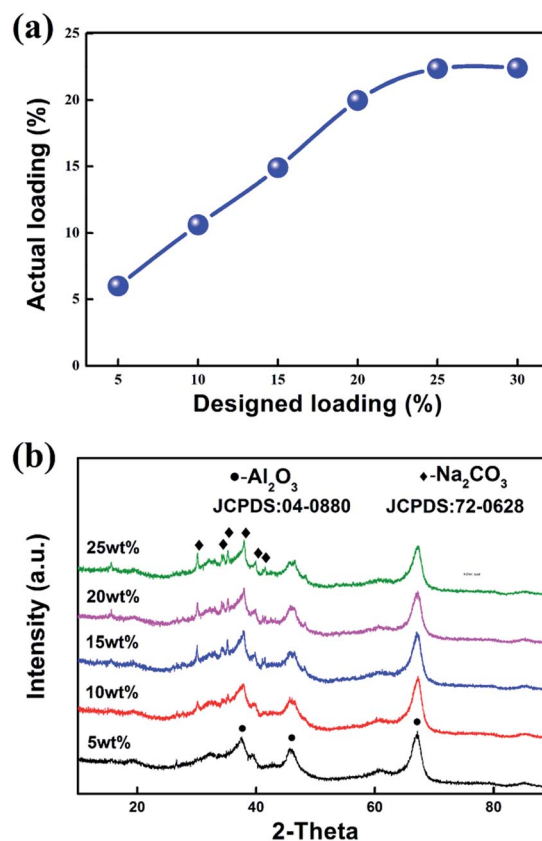 (a)
25
20
15
10
5
0
5 10 15 20 25 30
Actual loading (%)
Designed loading (%)
(b)
●-Al₂O₃ ♦-Na₂CO₃
JCPDS:04-0880 JCPDS:72-0628
25wt%
20wt%
15wt%
10wt%
5wt%
Intensity (a.u.)
20 40 60 80
2-Theta